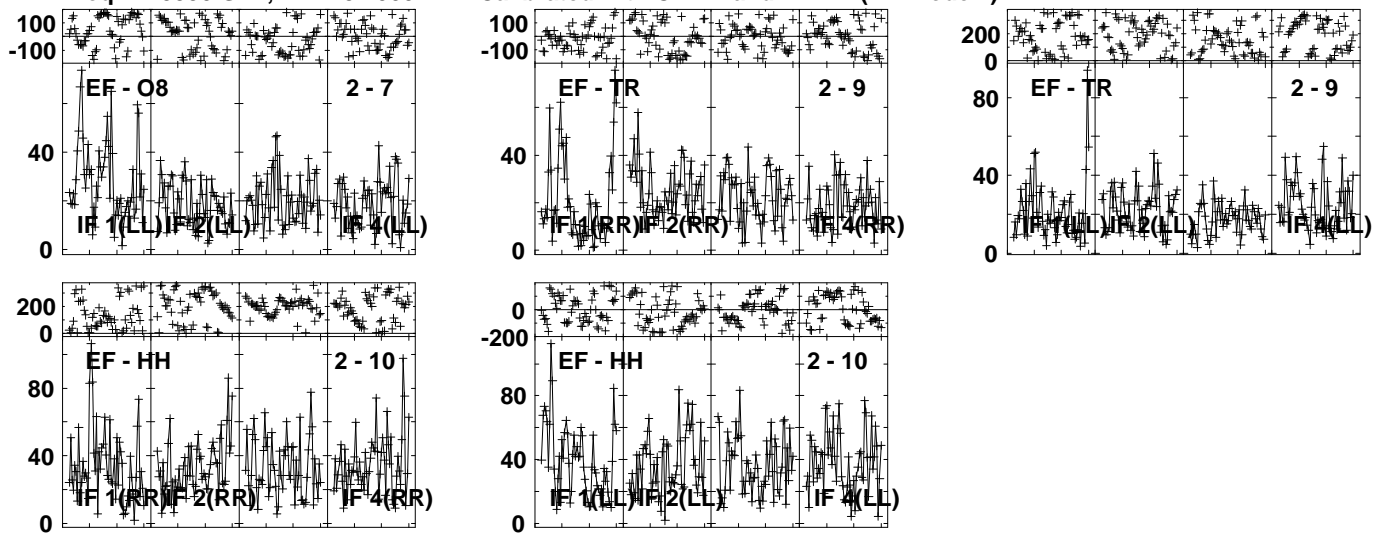 100
-100
EF - O8 2 - 7
40
0
IF 1(LL) IF 2(LL) IF 4(LL)
100
-100
EF - TR 2 - 9
40
0
IF 1(RR) IF 2(RR) IF 4(RR)
200
0
EF - TR 2 - 9
80
40
0
IF 1(LL) IF 2(LL) IF 4(LL)
200
0
EF - HH 2 - 10
80
40
0
IF 1(RR) IF 2(RR) IF 4(RR)
0
-200
EF - HH 2 - 10
80
40
0
IF 1(LL) IF 2(LL) IF 4(LL)